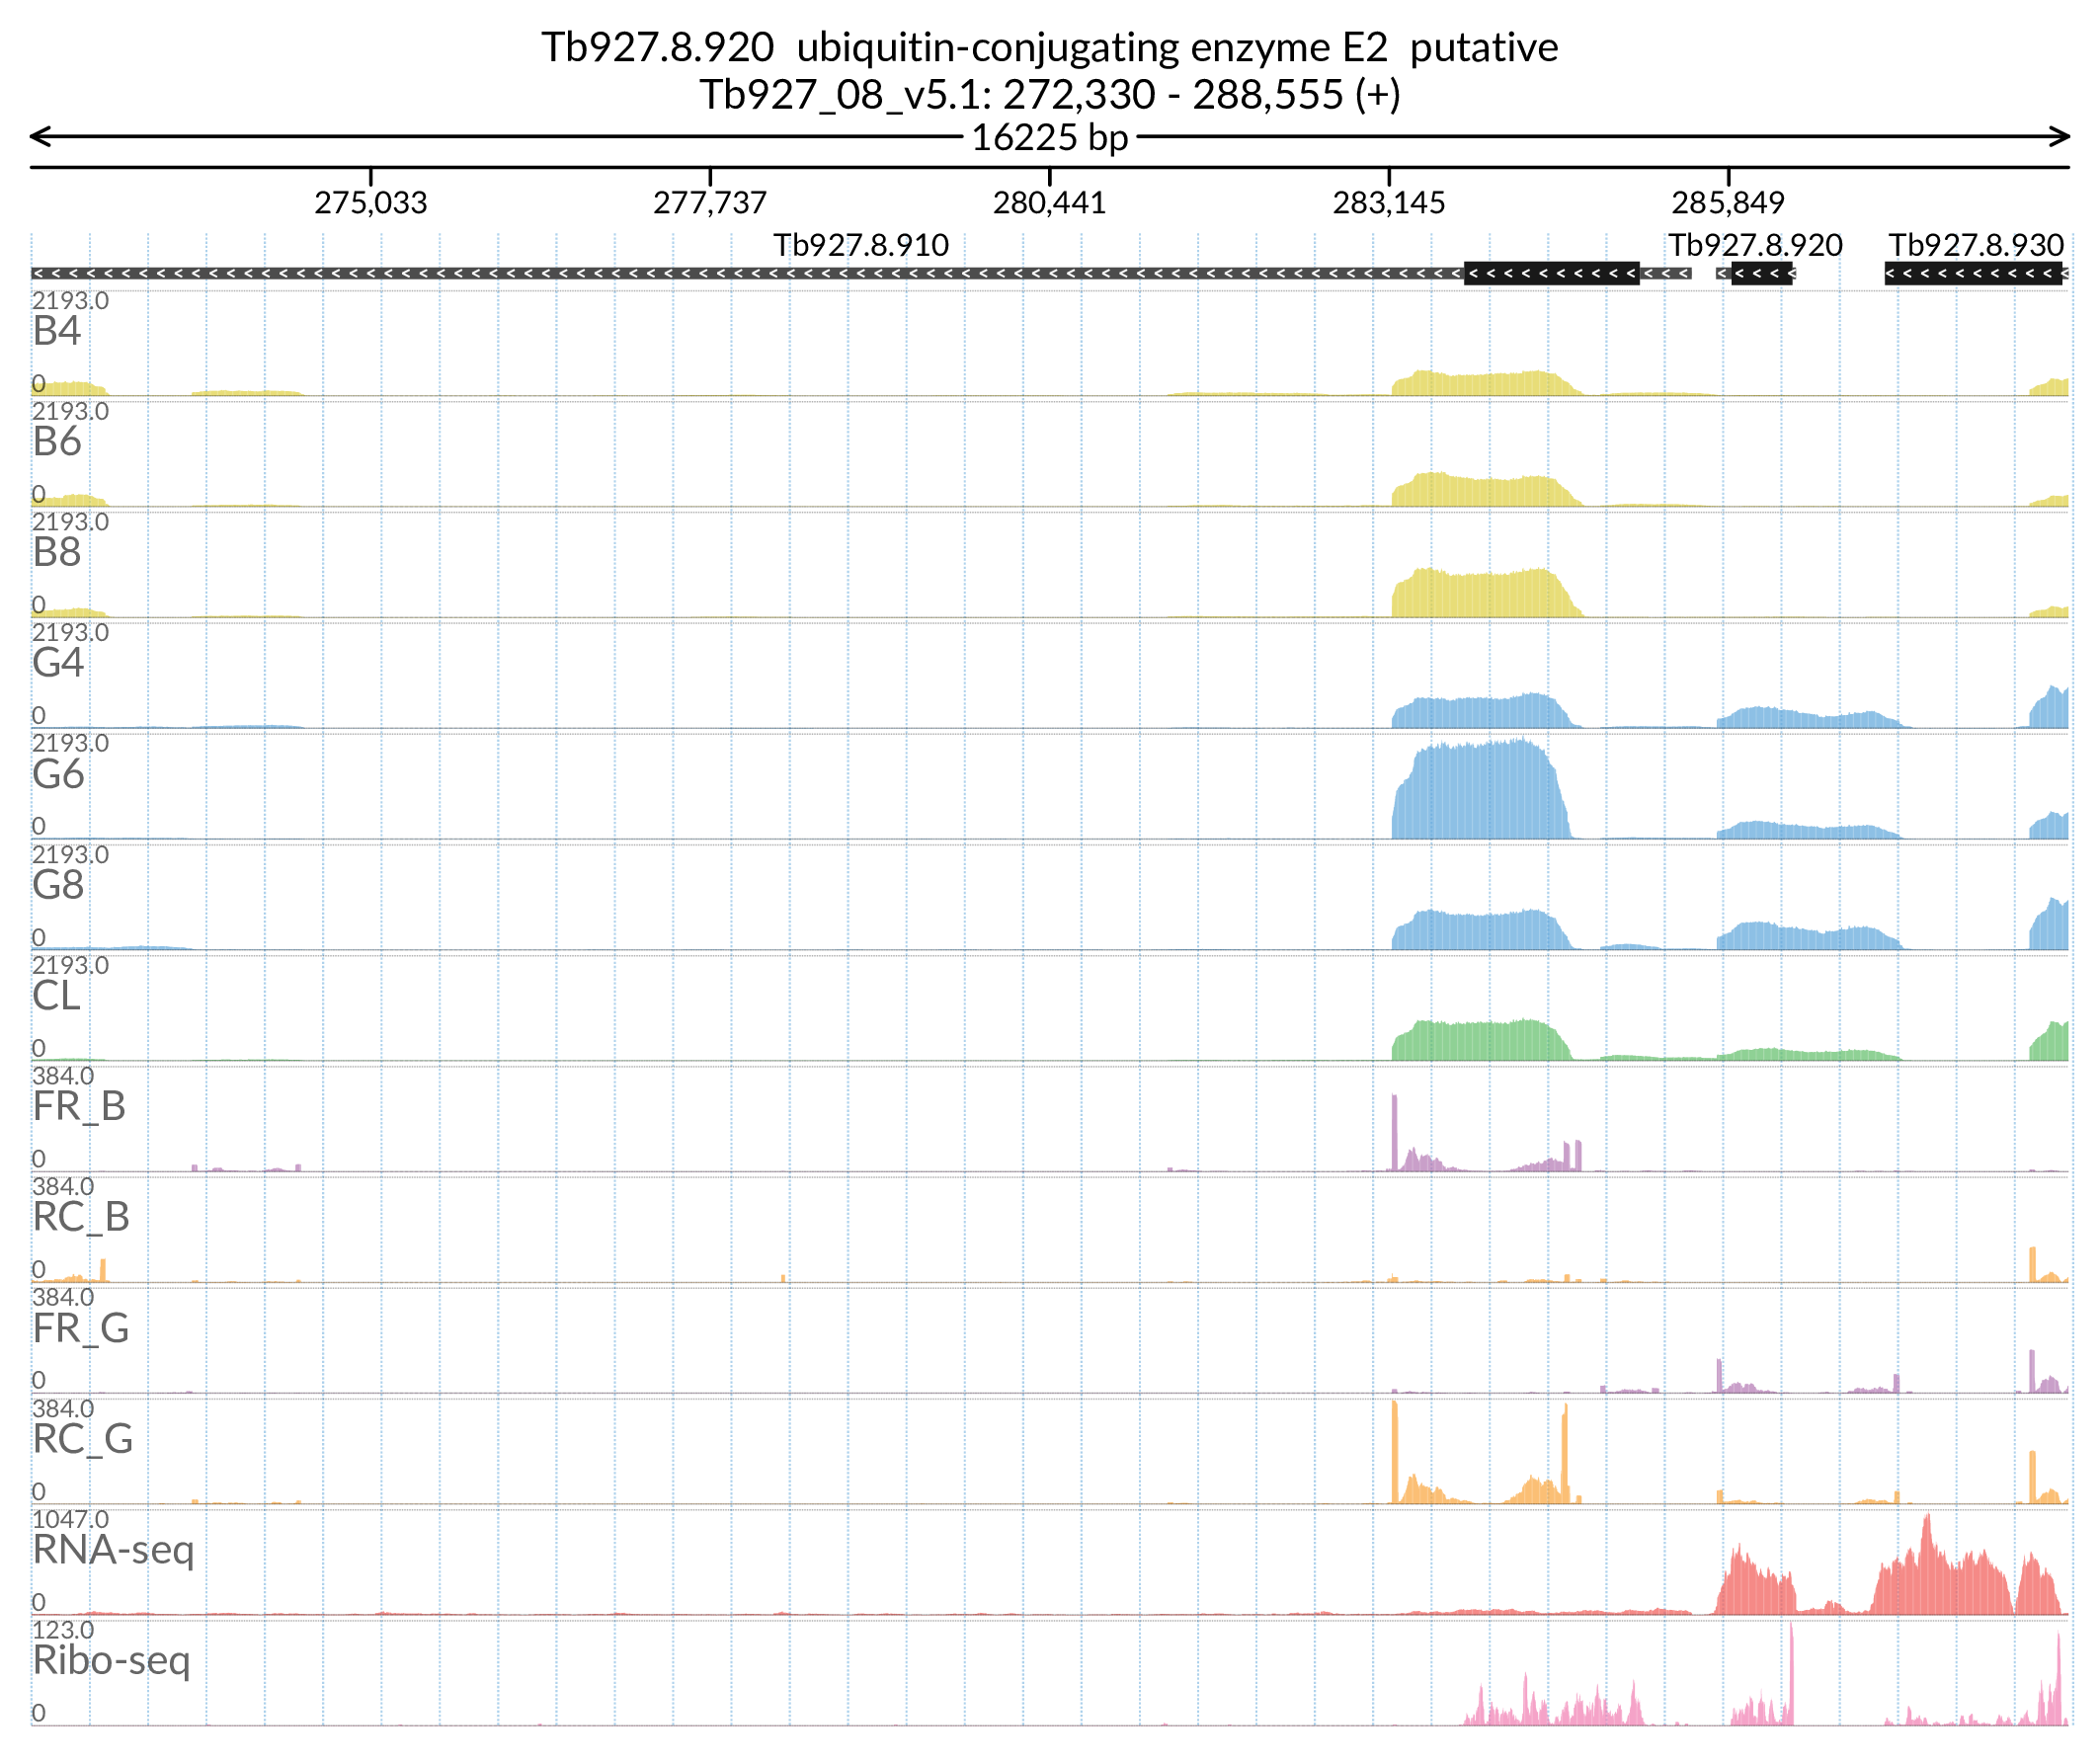 Tb927.8.920  ubiquitin-conjugating enzyme E2  putative
Tb927_08_v5.1: 272,330 - 288,555 (+)
16225 bp
275,033 277,737 280,441 283,145 285,849
Tb927.8.910 Tb927.8.920 Tb927.8.930
2193.0
B4
0
2193.0
B6
0
2193.0
B8
0
2193.0
G4
0
2193.0
G6
0
2193.0
G8
0
2193.0
CL
0
384.0
FR_B
0
384.0
RC_B
0
384.0
FR_G
0
384.0
RC_G
0
1047.0
RNA-seq
0
123.0
Ribo-seq
0